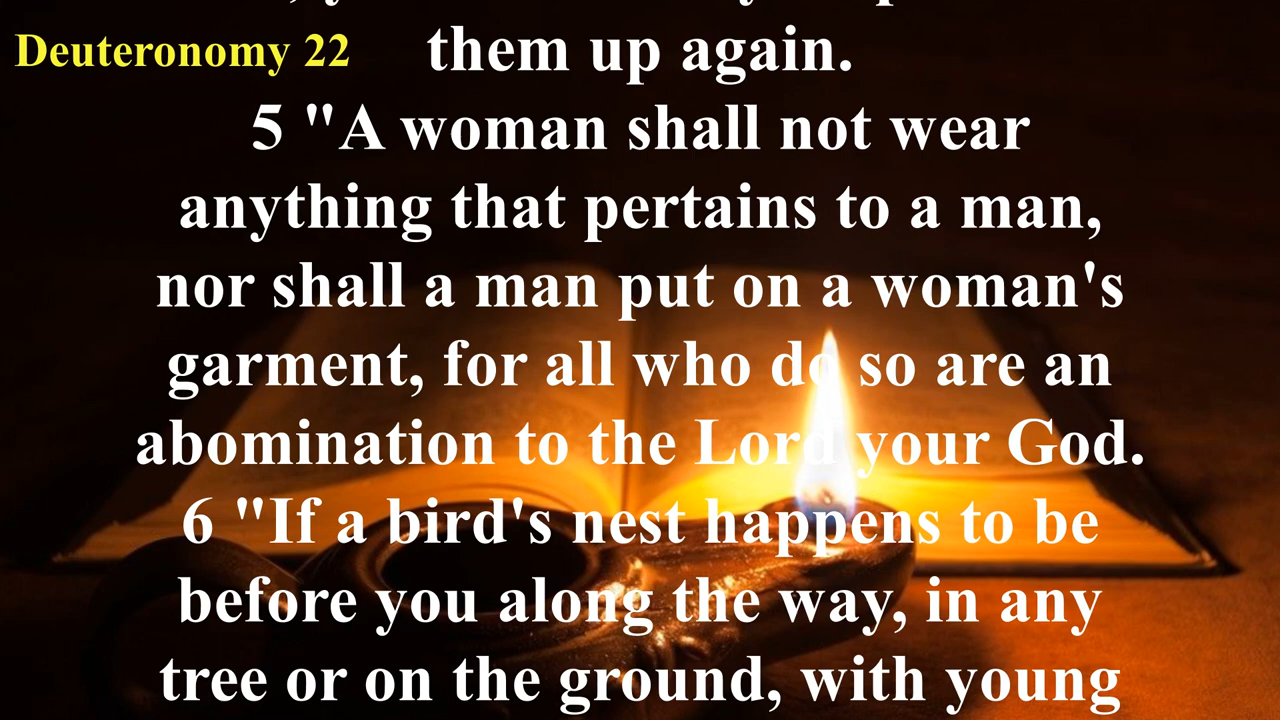 Deuteronomy 22
them up again.
5 "A woman shall not wear
anything that pertains to a man,
nor shall a man put on a woman's
garment, for all who do so are an
abomination to the Lord your God.
6 "If a bird's nest happens to be
before you along the way, in any
tree or on the ground, with young